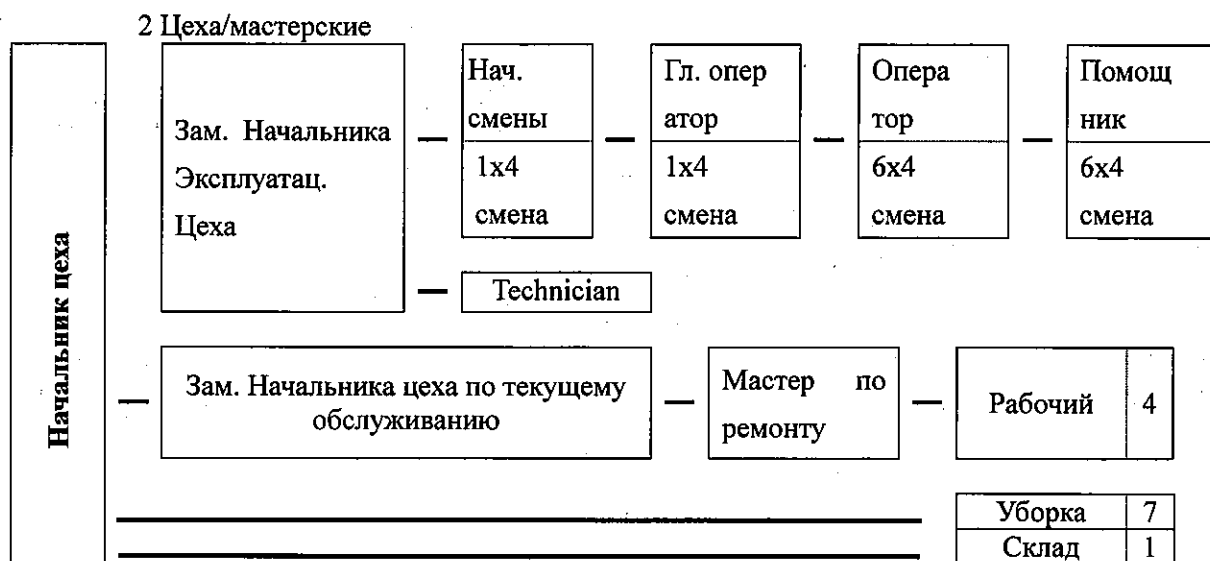 2 Цеха/мастерские
Начальник цеха
Зам. Начальника
Эксплуатац.
Цеха
Нач.
смены
1х4
смена
Гл. опер
атор
1х4
смена
Опера
тор
6х4
смена
Помощ
ник
6х4
смена
Technician
Зам. Начальника цеха по текущему
обслуживанию
Мастер по
ремонту
Рабочий 4
Уборка 7
Склад 1